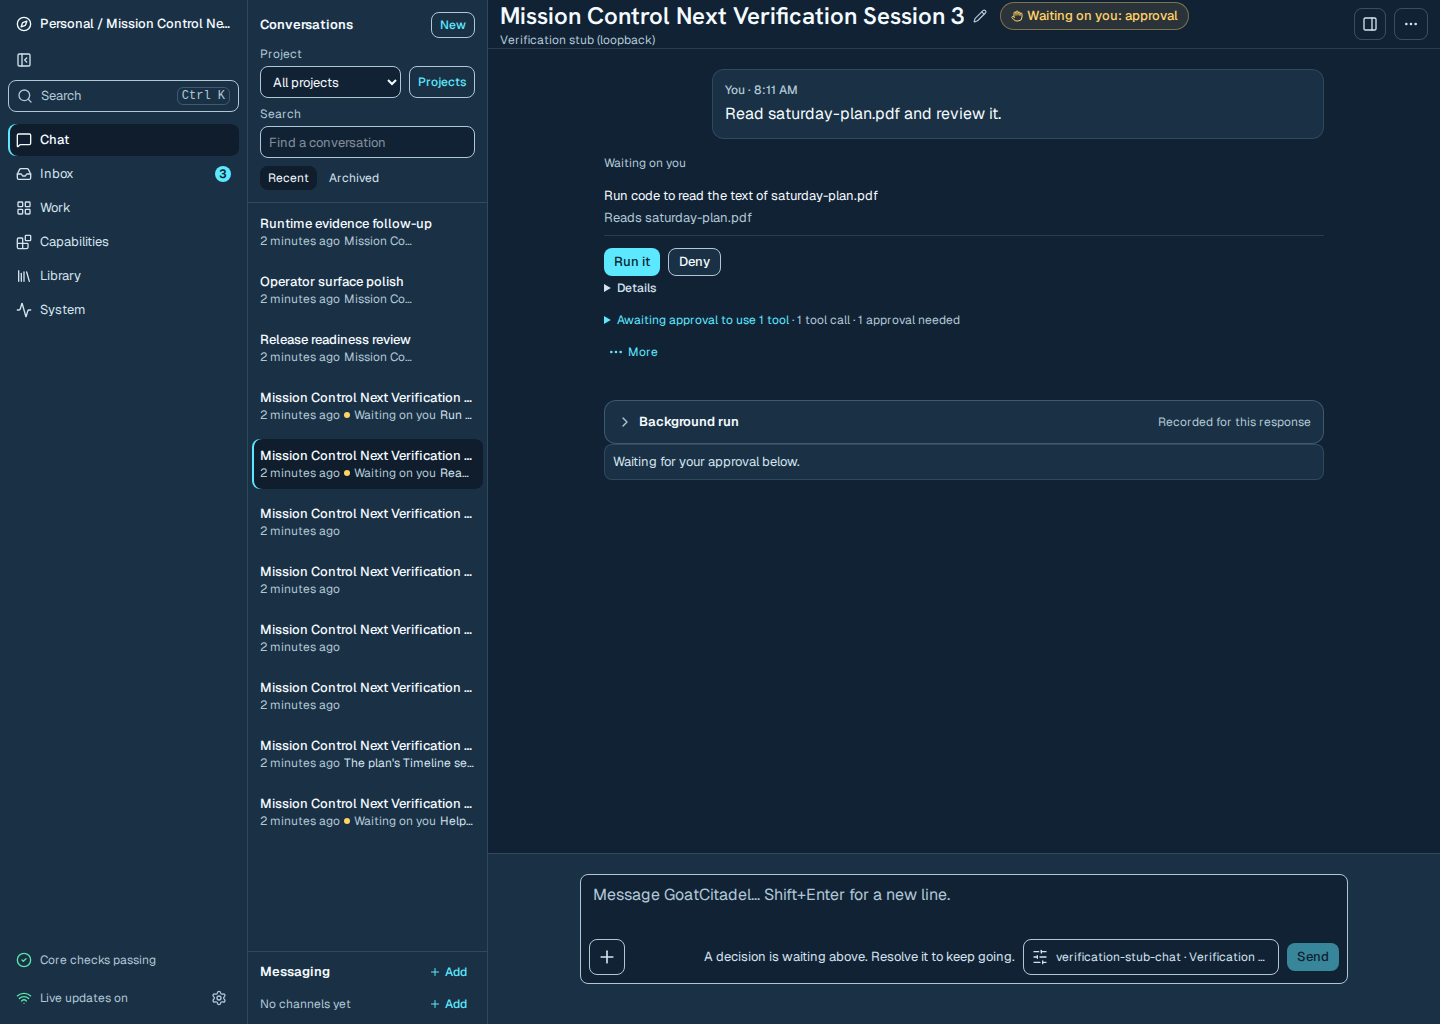 Personal / Mission Control Ne...
Search
Ctrl K
Chat
Inbox
3
Work
Capabilities
Library
System
Core checks passing
Live updates on
Conversations
New
Project
All projects
Projects
Search
Find a conversation
Recent
Archived
Runtime evidence follow-up
2 minutes ago Mission Co...
Operator surface polish
2 minutes ago Mission Co...
Release readiness review
2 minutes ago Mission Co...
Mission Control Next Verification ...
2 minutes ago Waiting on you Run ...
Mission Control Next Verification ...
2 minutes ago Waiting on you Rea...
Mission Control Next Verification ...
2 minutes ago
Mission Control Next Verification ...
2 minutes ago
Mission Control Next Verification ...
2 minutes ago
Mission Control Next Verification ...
2 minutes ago
Mission Control Next Verification ...
2 minutes ago The plan's Timeline se...
Mission Control Next Verification ...
2 minutes ago Waiting on you Help...
Messaging
+ Add
No channels yet
+ Add
Mission Control Next Verification Session 3
Waiting on you: approval
Verification stub (loopback)
You · 8:11 AM
Read saturday-plan.pdf and review it.
Waiting on you
Run code to read the text of saturday-plan.pdf
Reads saturday-plan.pdf
Run it
Deny
Details
Awaiting approval to use 1 tool · 1 tool call · 1 approval needed
More
Background run
Recorded for this response
Waiting for your approval below.
Message GoatCitadel... Shift+Enter for a new line.
A decision is waiting above. Resolve it to keep going.
verification-stub-chat · Verification ...
Send